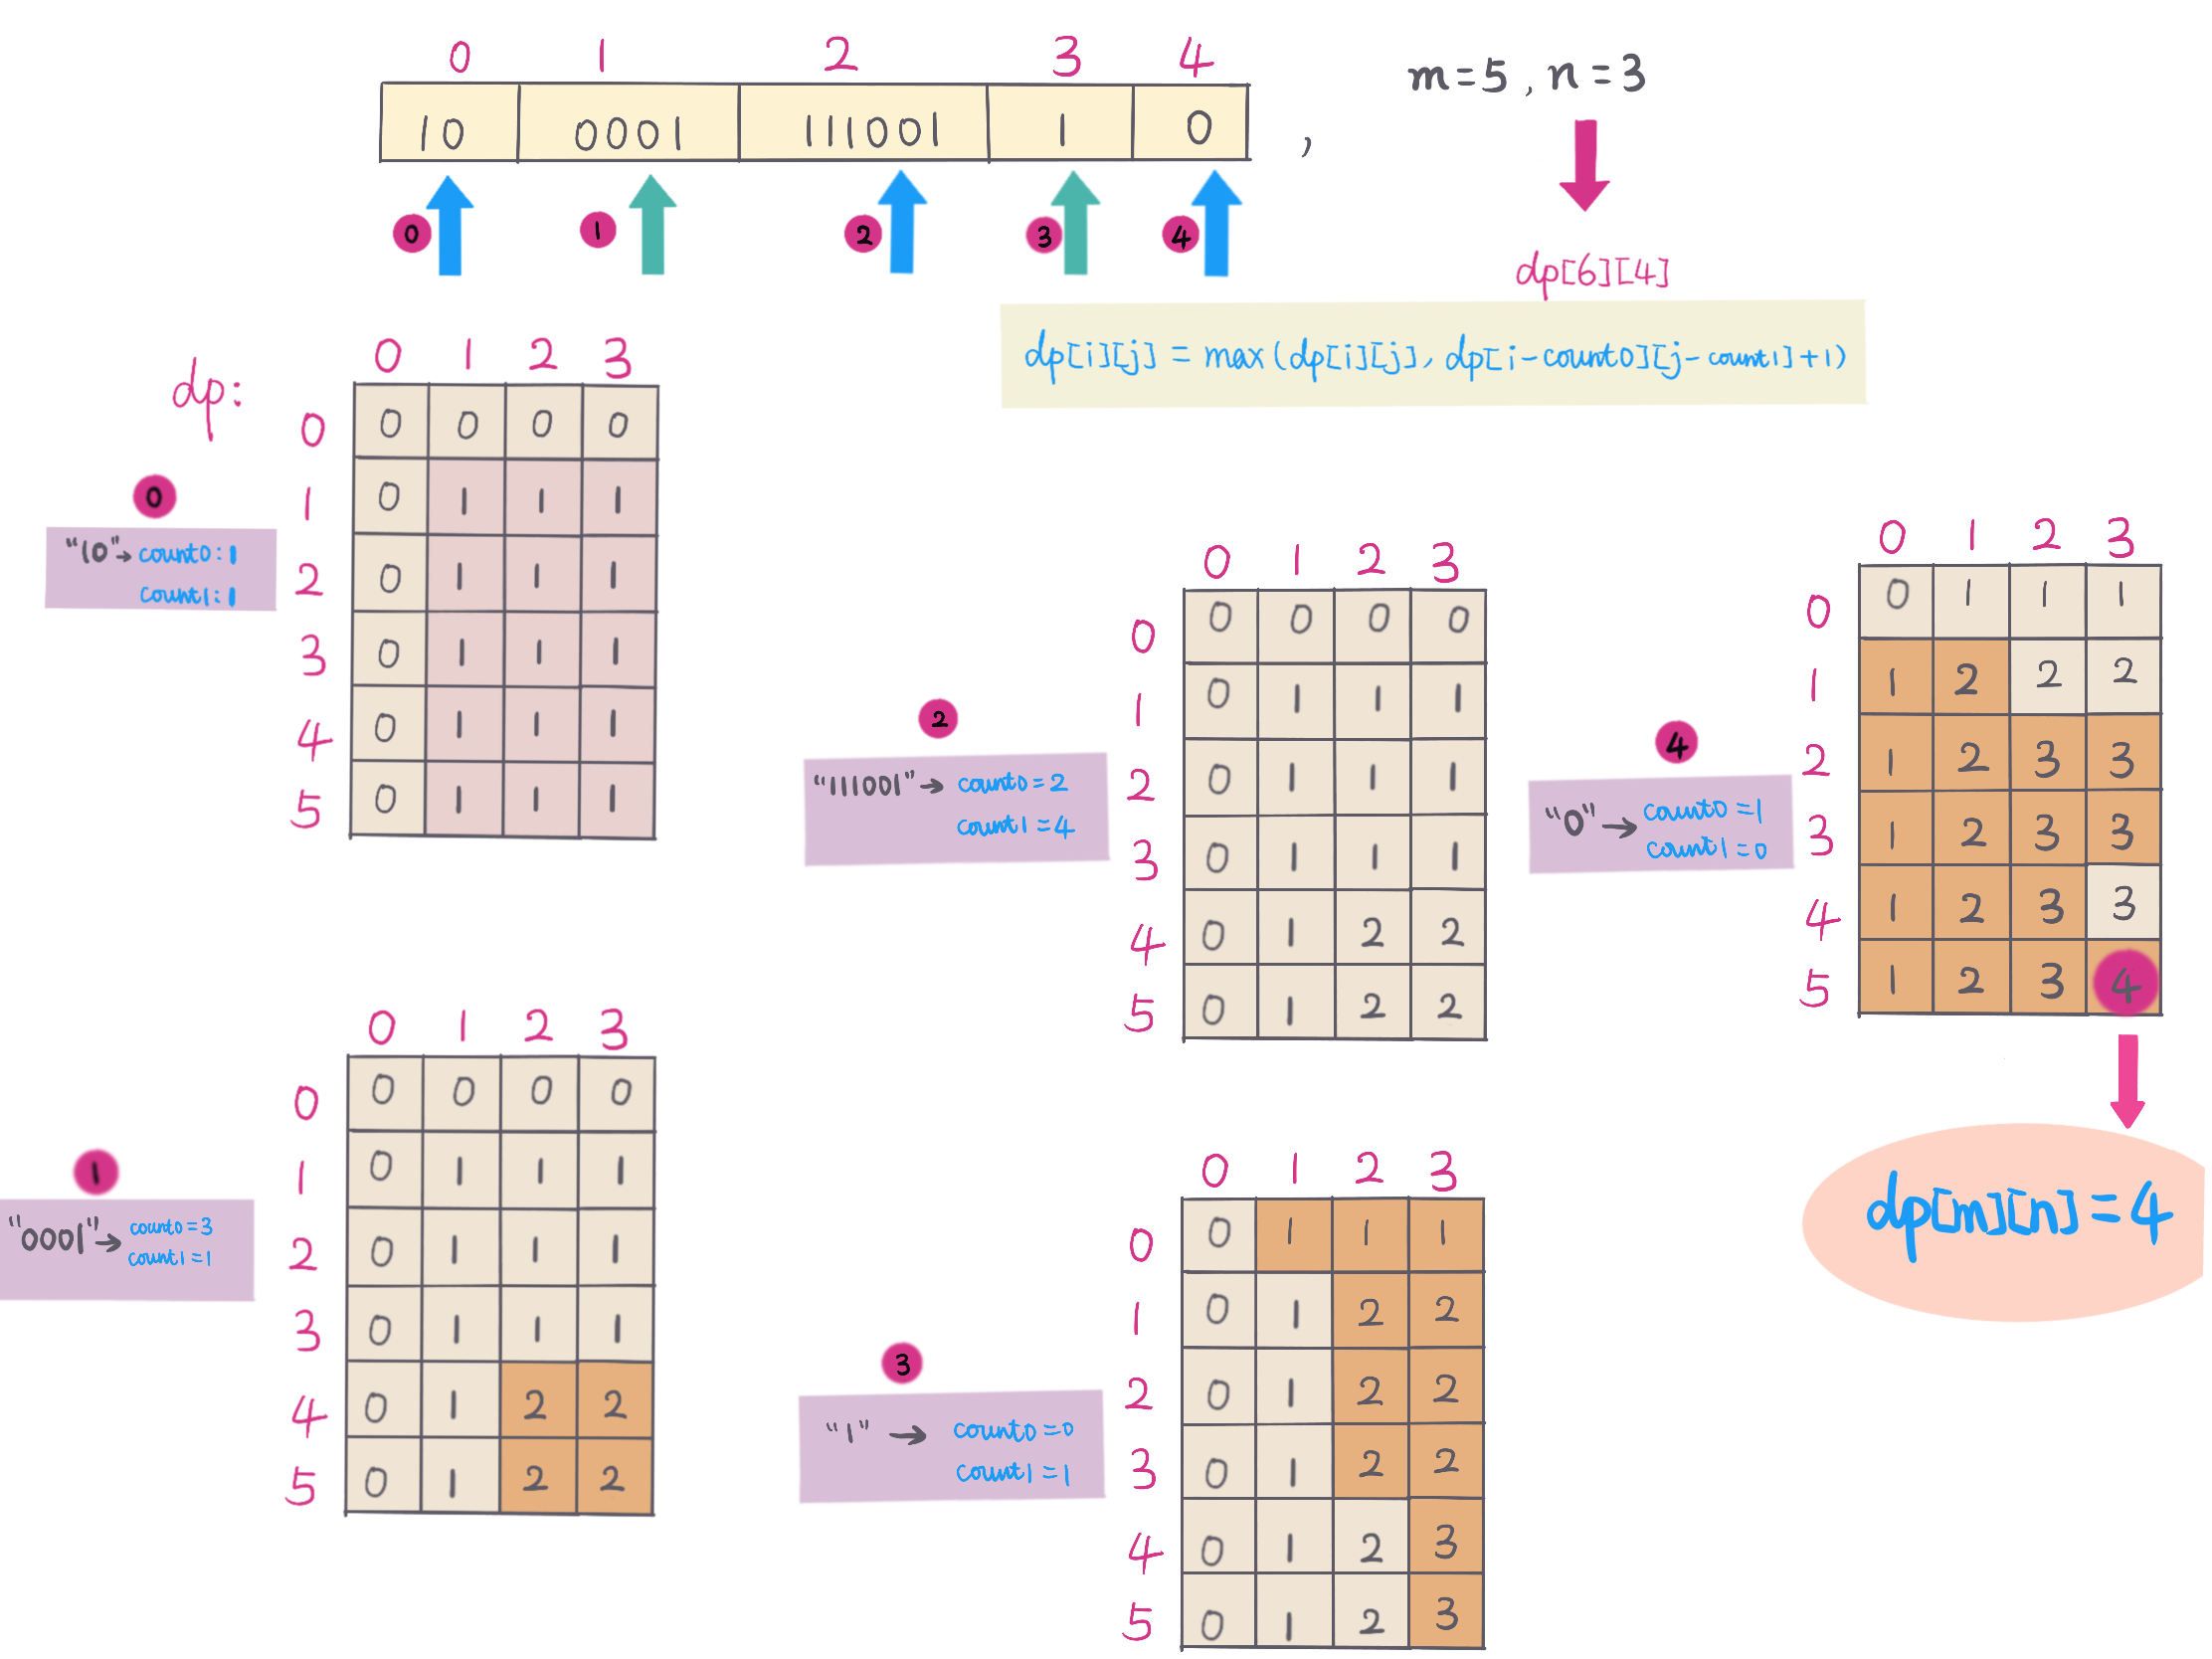 0 1 2 3 4
10 0001 111001 1 0 , m=5, n=3
0 1 2 3 4
dp[6][4]
dp[i][j] = max(dp[i][j], dp[i-count0][j-count1]+1)
dp:
0 1 2 3
0 0 0 0 0
1 0 1 1 1
2 0 1 1 1
3 0 1 1 1
4 0 1 1 1
5 0 1 1 1
0
"10"→ count0:1
count1:1
0 1 2 3
0 0 0 0 0
1 0 1 1 1
2 0 1 1 1
3 0 1 1 1
4 0 1 2 2
5 0 1 2 2
1
"0001"→ count0=3
count1=1
0 1 2 3
0 0 0 0 0
1 0 1 1 1
2 0 1 1 1
3 0 1 1 1
4 0 1 2 2
5 0 1 2 2
2
"111001"→ count0=2
count1=4
0 1 2 3
0 0 1 1 1
1 0 1 2 2
2 0 1 2 2
3 0 1 2 2
4 0 1 2 3
5 0 1 2 3
3
"1" → count0=0
count1=1
0 1 2 3
0 0 1 1 1
1 1 2 2 2
2 1 2 3 3
3 1 2 3 3
4 1 2 3 3
5 1 2 3 4
4
"0"→ count0=1
count1=0
dp[m][n]=4